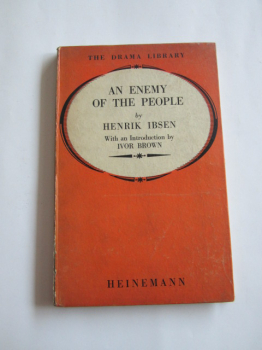 THE DRAMA LIBRARY
AN ENEMY
OF THE PEOPLE
by
HENRIK IBSEN
With an Introduction by
IVOR BROWN
HEINEMANN